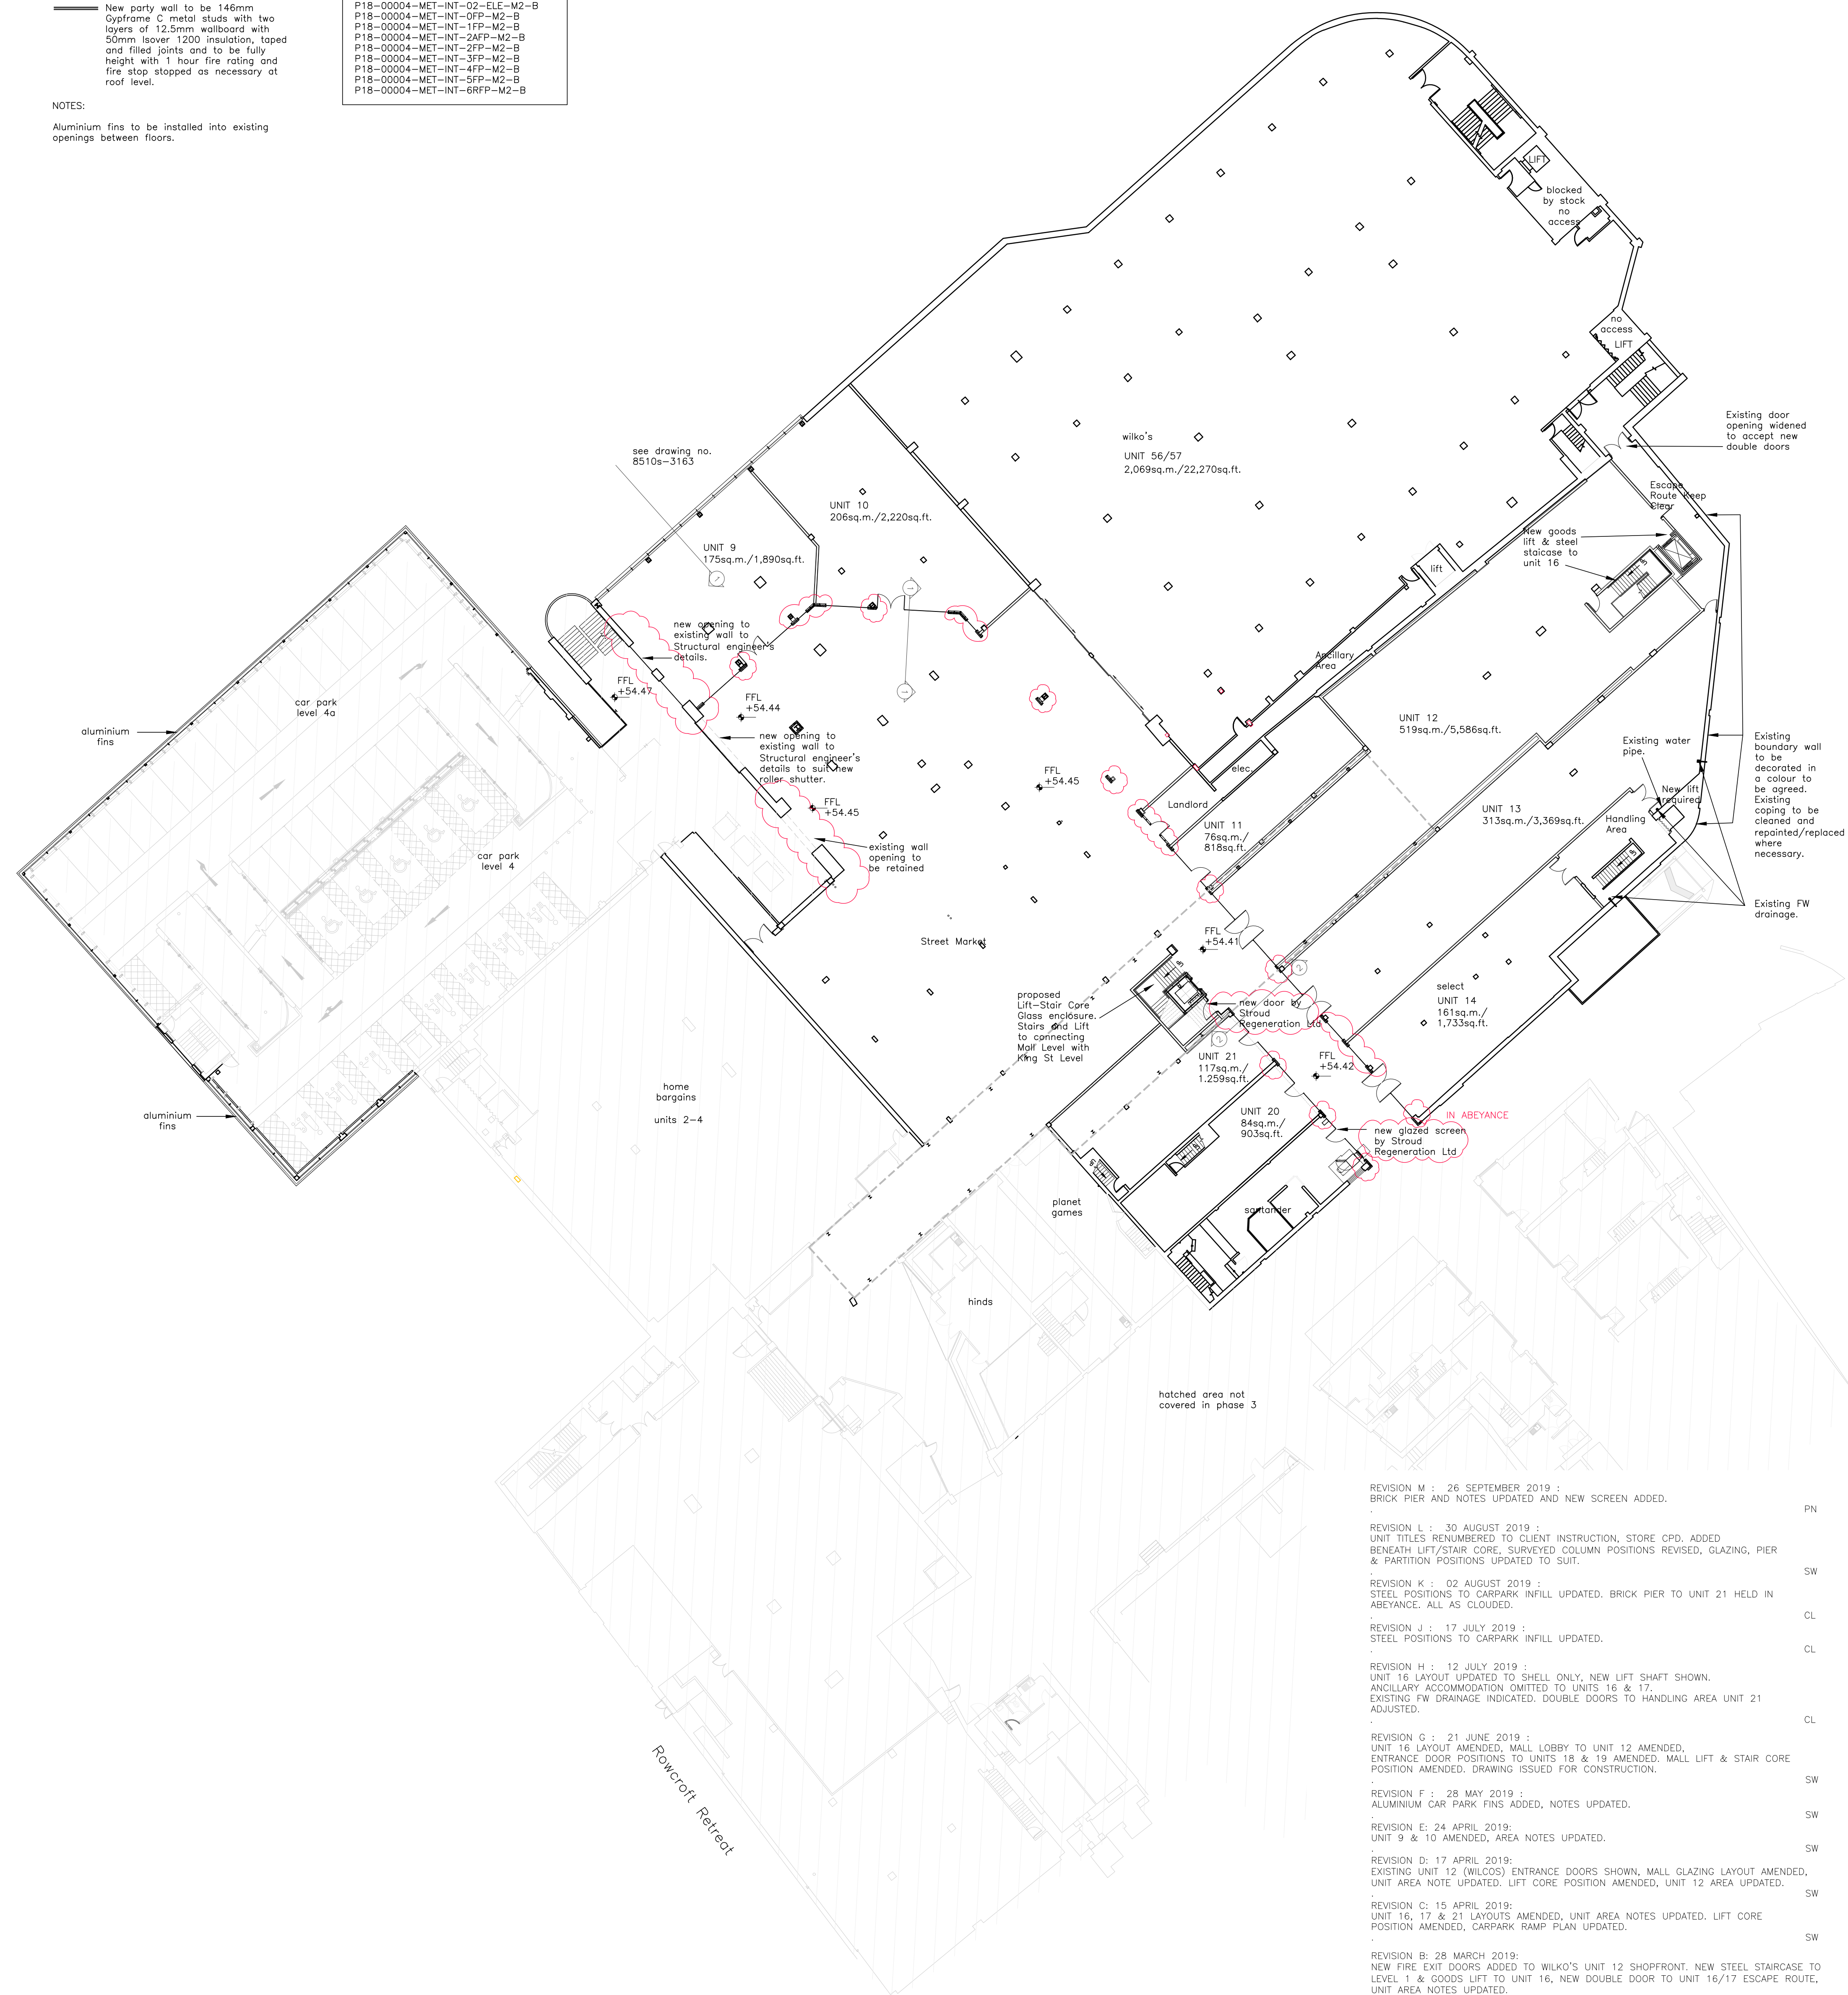 New party wall to be 146mm
Gypframe C metal studs with two
layers of 12.5mm wallboard with
50mm Isover 1200 insulation, taped
and filled joints and to be fully
height with 1 hour fire rating and
fire stop stopped as necessary at
roof level.
NOTES:
Aluminium fins to be installed into existing
openings between floors.
P18-00004-MET-INT-02-ELE-M2-B
P18-00004-MET-INT-0FP-M2-B
P18-00004-MET-INT-1FP-M2-B
P18-00004-MET-INT-2AFP-M2-B
P18-00004-MET-INT-2FP-M2-B
P18-00004-MET-INT-3FP-M2-B
P18-00004-MET-INT-4FP-M2-B
P18-00004-MET-INT-5FP-M2-B
P18-00004-MET-INT-6RFP-M2-B
LIFT
blocked
by stock
no
access
no
access
LIFT
Existing door
opening widened
to accept new
double doors
wilko's
UNIT 56/57
2,069sq.m./22,270sq.ft.
see drawing no.
8510s-3163
UNIT 10
206sq.m./2,220sq.ft.
UNIT 9
175sq.m./1,890sq.ft.
Escape
Route Keep
Clear
New goods
lift & steel
staicase to
unit 16
lift
new opening to
existing wall to
Structural engineer's
details.
Ancillary
Area
FFL
+54.47
FFL
+54.44
car park
level 4a
aluminium
fins
new opening to
existing wall to
Structural engineer's
details to suit new
roller shutter.
UNIT 12
519sq.m./5,586sq.ft.
Existing water
pipe.
Existing
boundary wall
to be
decorated in
a colour to
be agreed.
Existing
coping to be
cleaned and
repainted/replaced
where
necessary.
elec.
FFL
+54.45
New lift
required
FFL
+54.45
Landlord
UNIT 13
313sq.m./3,369sq.ft.
Handling
Area
UNIT 11
76sq.m./
818sq.ft.
car park
level 4
existing wall
opening to
be retained
Existing FW
drainage.
Street Market
FFL
+54.41
proposed
Lift-Stair Core
Glass enclosure.
Stairs and Lift
to connecting
Mall Level with
King St Level
new door by
Stroud
Regeneration Ltd
select
UNIT 14
161sq.m./
1,733sq.ft.
UNIT 21
117sq.m./
1.259sq.ft.
FFL
+54.42
home
bargains
units 2-4
UNIT 20
84sq.m./
903sq.ft.
IN ABEYANCE
new glazed screen
by Stroud
Regeneration Ltd
aluminium
fins
planet
games
santander
hinds
hatched area not
covered in phase 3
Rowcroft Retreat
REVISION M : 26 SEPTEMBER 2019 :
BRICK PIER AND NOTES UPDATED AND NEW SCREEN ADDED.
. PN
REVISION L : 30 AUGUST 2019 :
UNIT TITLES RENUMBERED TO CLIENT INSTRUCTION, STORE CPD. ADDED
BENEATH LIFT/STAIR CORE, SURVEYED COLUMN POSITIONS REVISED, GLAZING, PIER
& PARTITION POSITIONS UPDATED TO SUIT.
. SW
REVISION K : 02 AUGUST 2019 :
STEEL POSITIONS TO CARPARK INFILL UPDATED. BRICK PIER TO UNIT 21 HELD IN
ABEYANCE. ALL AS CLOUDED.
. CL
REVISION J : 17 JULY 2019 :
STEEL POSITIONS TO CARPARK INFILL UPDATED.
. CL
REVISION H : 12 JULY 2019 :
UNIT 16 LAYOUT UPDATED TO SHELL ONLY, NEW LIFT SHAFT SHOWN.
ANCILLARY ACCOMMODATION OMITTED TO UNITS 16 & 17.
EXISTING FW DRAINAGE INDICATED. DOUBLE DOORS TO HANDLING AREA UNIT 21
ADJUSTED.
. CL
REVISION G : 21 JUNE 2019 :
UNIT 16 LAYOUT AMENDED, MALL LOBBY TO UNIT 12 AMENDED,
ENTRANCE DOOR POSITIONS TO UNITS 18 & 19 AMENDED. MALL LIFT & STAIR CORE
POSITION AMENDED. DRAWING ISSUED FOR CONSTRUCTION.
. SW
REVISION F : 28 MAY 2019 :
ALUMINIUM CAR PARK FINS ADDED, NOTES UPDATED.
. SW
REVISION E: 24 APRIL 2019:
UNIT 9 & 10 AMENDED, AREA NOTES UPDATED.
. SW
REVISION D: 17 APRIL 2019:
EXISTING UNIT 12 (WILCOS) ENTRANCE DOORS SHOWN, MALL GLAZING LAYOUT AMENDED,
UNIT AREA NOTE UPDATED. LIFT CORE POSITION AMENDED, UNIT 12 AREA UPDATED.
. SW
REVISION C: 15 APRIL 2019:
UNIT 16, 17 & 21 LAYOUTS AMENDED, UNIT AREA NOTES UPDATED. LIFT CORE
POSITION AMENDED, CARPARK RAMP PLAN UPDATED.
. SW
REVISION B: 28 MARCH 2019:
NEW FIRE EXIT DOORS ADDED TO WILKO'S UNIT 12 SHOPFRONT. NEW STEEL STAIRCASE TO
LEVEL 1 & GOODS LIFT TO UNIT 16, NEW DOUBLE DOOR TO UNIT 16/17 ESCAPE ROUTE,
UNIT AREA NOTES UPDATED.